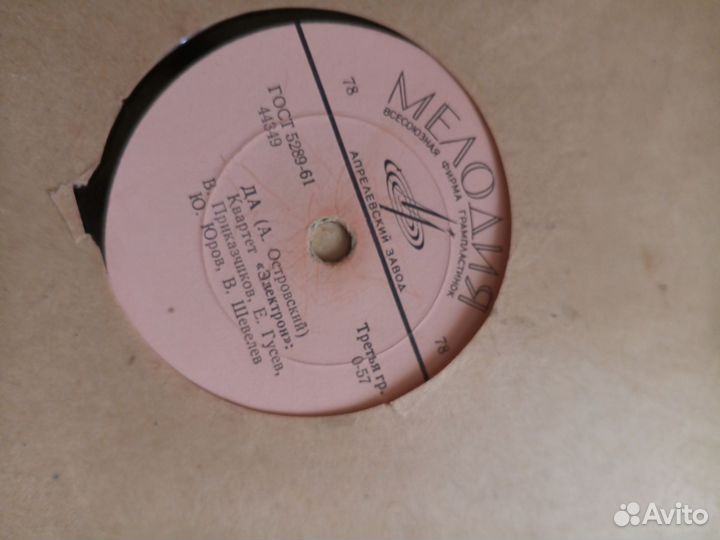 МЕЛОДИЯ
ВСЕСОЮЗНАЯ ФИРМА ГРАМПЛАСТИНОК
78
78
АПРЕЛЕВСКИЙ ЗАВОД
ГОСТ 5289-61
44349
Третья гр.
0-57
ДА (А. Островский)
Квартет «Электрон»:
В. Приказчиков, Е. Гусев,
Ю. Юров, В. Шевелев
Avito